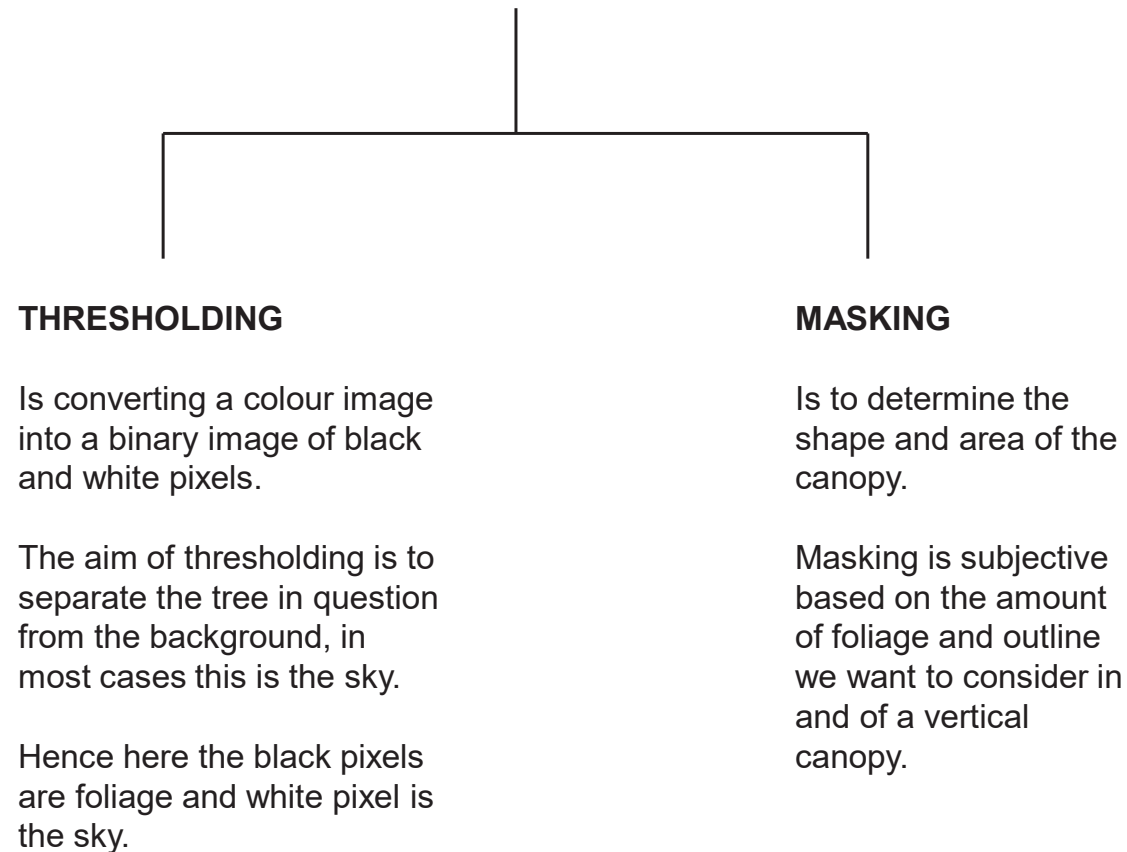 THRESHOLDING
Is converting a colour image
into a binary image of black
and white pixels.
The aim of thresholding is to
separate the tree in question
from the background, in
most cases this is the sky.
Hence here the black pixels
are foliage and white pixel is
the sky.
MASKING
Is to determine the
shape and area of the
canopy.
Masking is subjective
based on the amount
of foliage and outline
we want to consider in
and of a vertical
canopy.